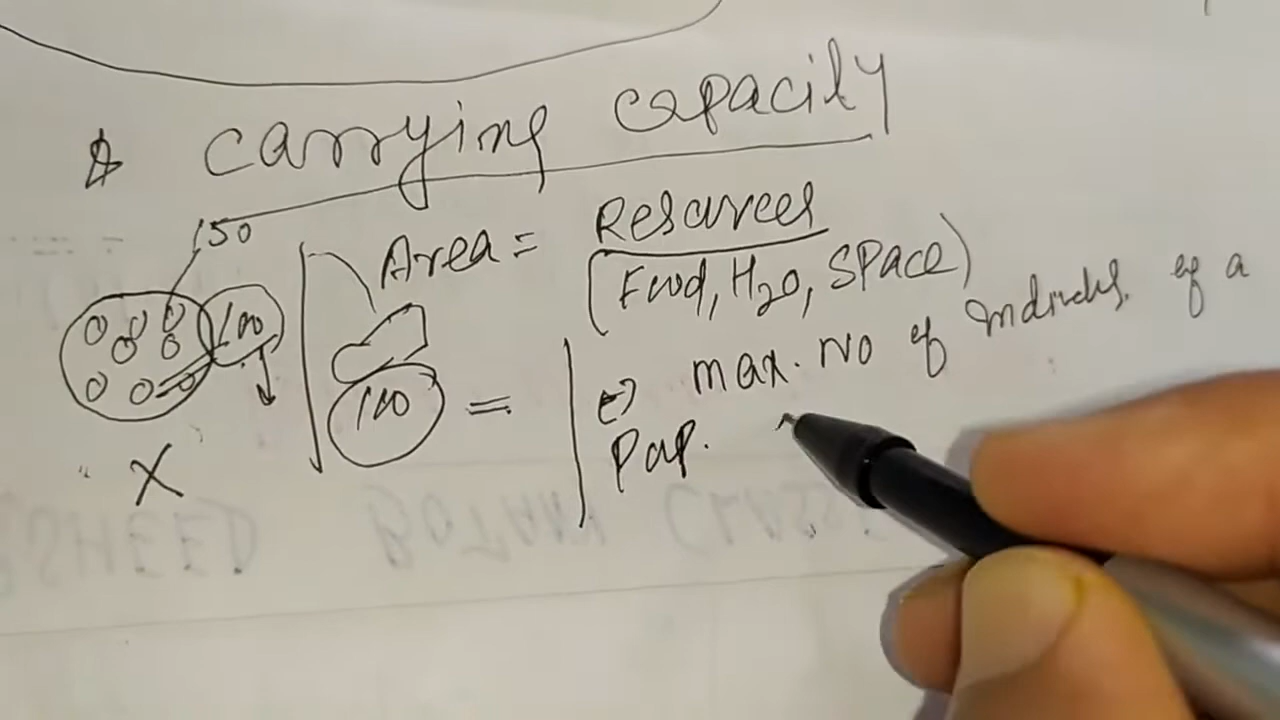 carrying capacity
150
Area = Resources
(Food, H2O, SPace)
100
100 =
max. No of individs. of a
Pop.
X